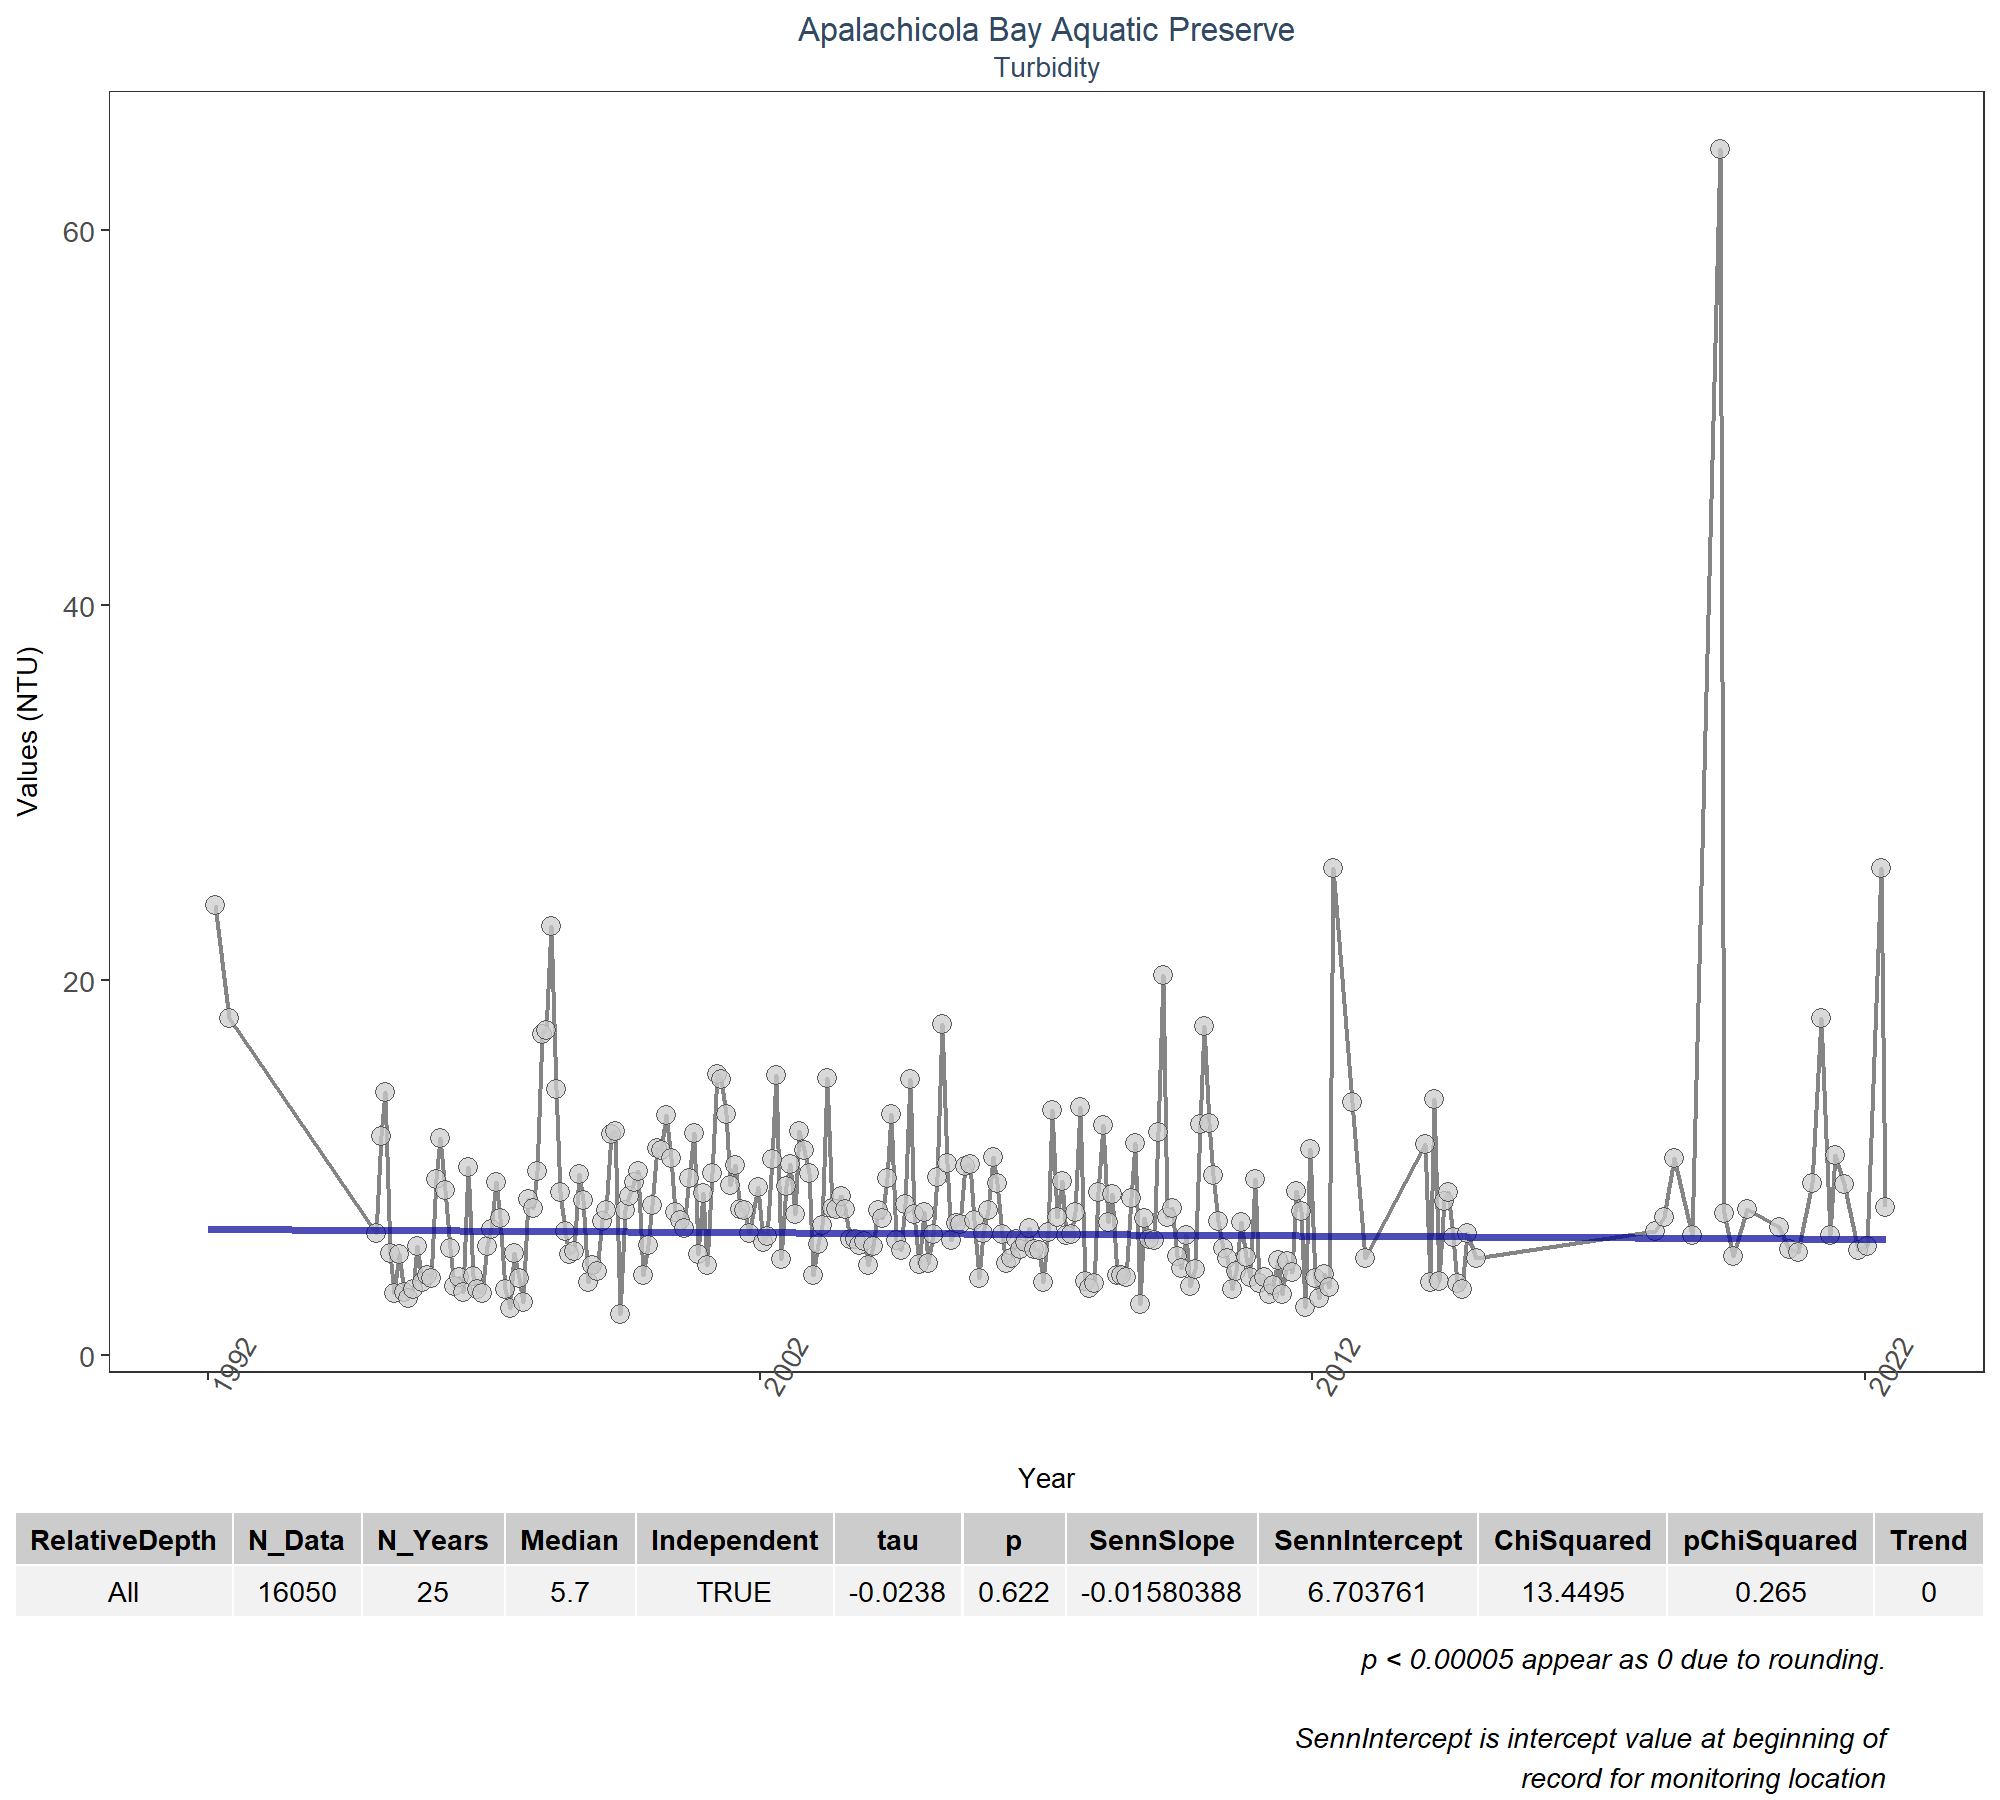 Apalachicola Bay Aquatic Preserve
Turbidity
60
40
20
0
Values (NTU)
1992 2002 2012 2022
Year
RelativeDepth N_Data N_Years Median Independent tau p SennSlope SennIntercept ChiSquared pChiSquared Trend
All 16050 25 5.7 TRUE -0.0238 0.622 -0.01580388 6.703761 13.4495 0.265 0
p < 0.00005 appear as 0 due to rounding.
SennIntercept is intercept value at beginning of
record for monitoring location